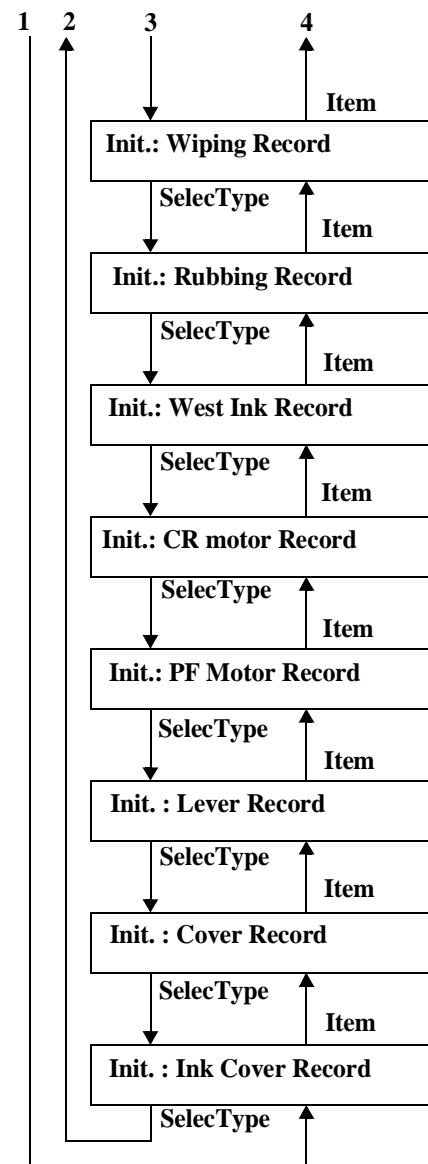 1 2 3 4
Item
Init.: Wiping Record
SelecType
Item
Init.: Rubbing Record
SelecType
Item
Init.: West Ink Record
SelecType
Item
Init.: CR motor Record
SelecType
Item
Init.: PF Motor Record
SelecType
Item
Init. : Lever Record
SelecType
Item
Init. : Cover Record
SelecType
Item
Init. : Ink Cover Record
SelecType